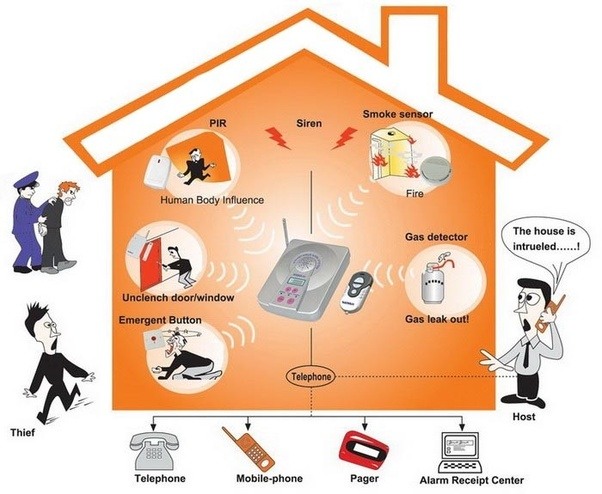 Smoke sensor
PIR
Siren
Human Body Influence
Fire
The house is
intrueled......!
Gas detector
Unclench door/window
Emergent Button
Gas leak out!
Telephone
Host
Thief
Telephone
Mobile-phone
Pager
Alarm Receipt Center